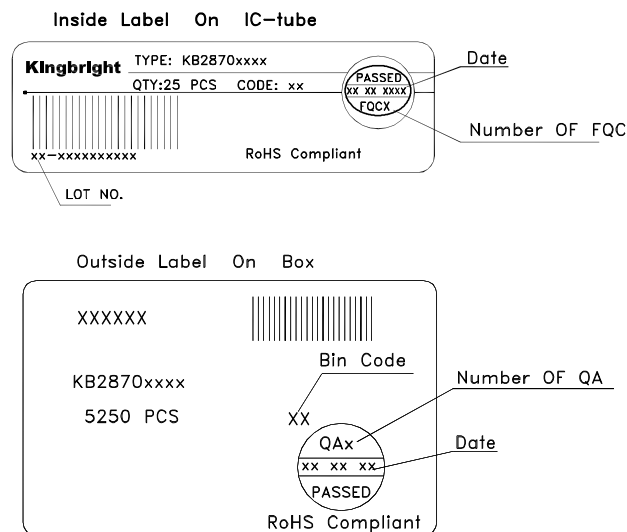 Inside Label On IC-tube
Kingbright
TYPE: KB2870xxxx
QTY:25 PCS CODE: xx
PASSED
xx xx xxxx
FQCX
Date
Number OF FQC
xx-xxxxxxxxxx
RoHS Compliant
LOT NO.
Outside Label On Box
XXXXXX
Bin Code
KB2870xxxx
5250 PCS
XX
Number OF QA
QAx
Date
xx xx xx
PASSED
RoHS Compliant